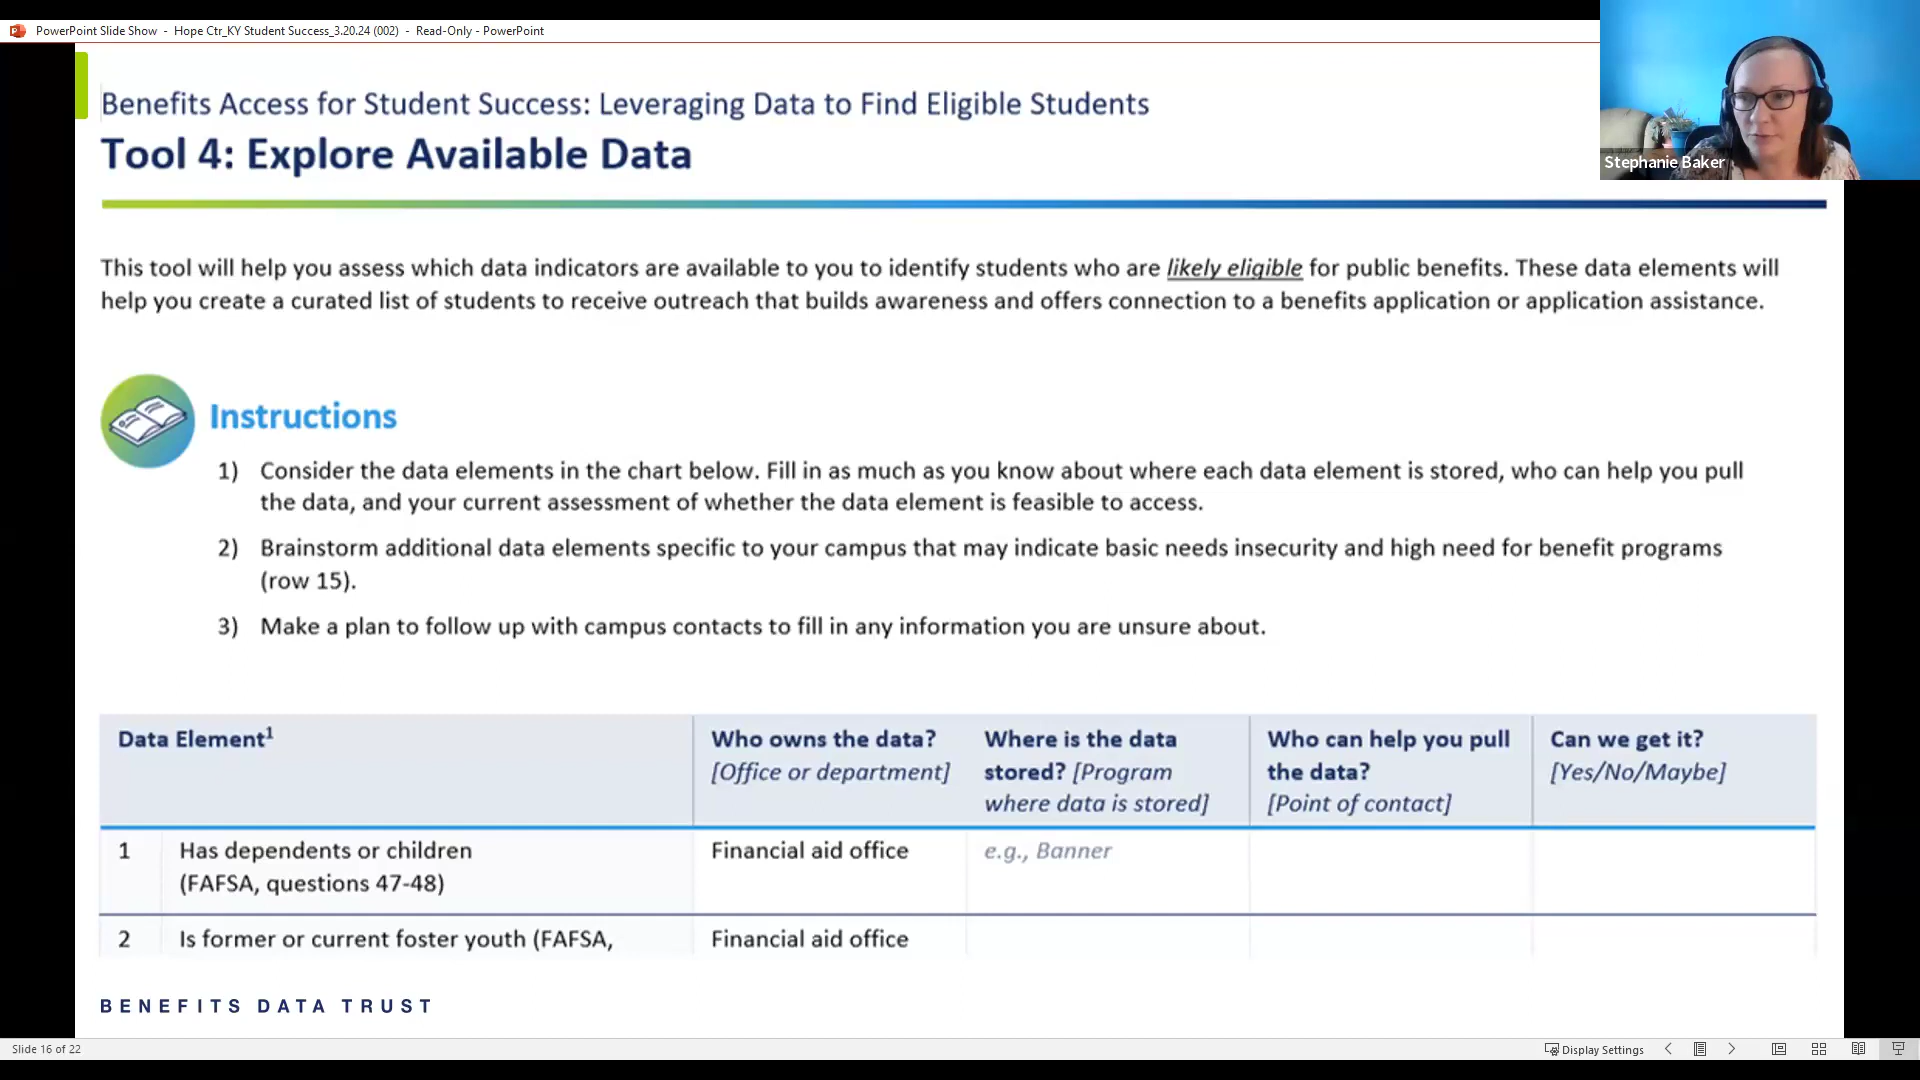 PowerPoint Slide Show - Hope Ctr_KY Student Success_3.20.24 (002) - Read-Only - PowerPoint
Stephanie Baker
Benefits Access for Student Success: Leveraging Data to Find Eligible Students
Tool 4: Explore Available Data
This tool will help you assess which data indicators are available to you to identify students who are likely eligible for public benefits. These data elements will
help you create a curated list of students to receive outreach that builds awareness and offers connection to a benefits application or application assistance.
Instructions
1) Consider the data elements in the chart below. Fill in as much as you know about where each data element is stored, who can help you pull
the data, and your current assessment of whether the data element is feasible to access.
2) Brainstorm additional data elements specific to your campus that may indicate basic needs insecurity and high need for benefit programs
(row 15).
3) Make a plan to follow up with campus contacts to fill in any information you are unsure about.
Data Element¹
Who owns the data?
[Office or department]
Where is the data
stored? [Program
where data is stored]
Who can help you pull
the data?
[Point of contact]
Can we get it?
[Yes/No/Maybe]
1 Has dependents or children
(FAFSA, questions 47-48)
Financial aid office
e.g., Banner
2 Is former or current foster youth (FAFSA,
Financial aid office
BENEFITS DATA TRUST
Slide 16 of 22
Display Settings